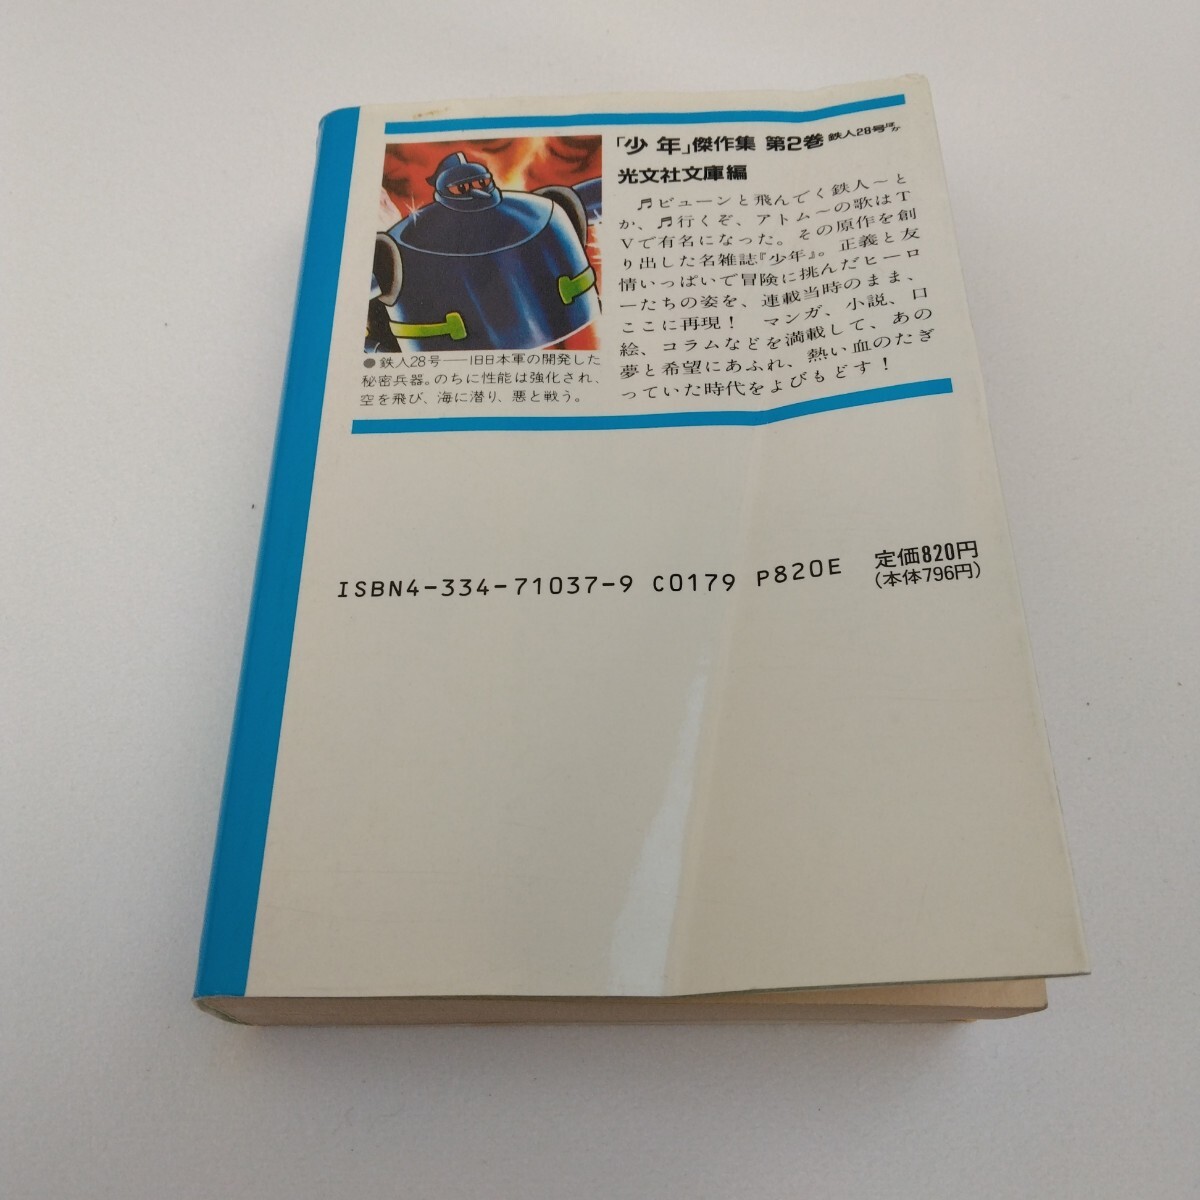 「少年」傑作集 第2巻 鉄人28号ほか
光文社文庫編
♬ビューンと飛んでく鉄人～と
か、♬行くぞ、アトム～の歌はT
Vで有名になった。その原作を創
り出した名雑誌『少年』。正義と友
情いっぱいで冒険に挑んだヒーロ
ーたちの姿を、連載当時のまま、
ここに再現！ マンガ、小説、口
絵、コラムなどを満載して、あの
夢と希望にあふれ、熱い血のたぎ
っていた時代をよびもどす！
●鉄人28号──旧日本軍の開発した
秘密兵器。のちに性能は強化され、
空を飛び、海に潜り、悪と戦う。
ISBN4-334-71037-9 C0179 P820E
定価820円
(本体796円)